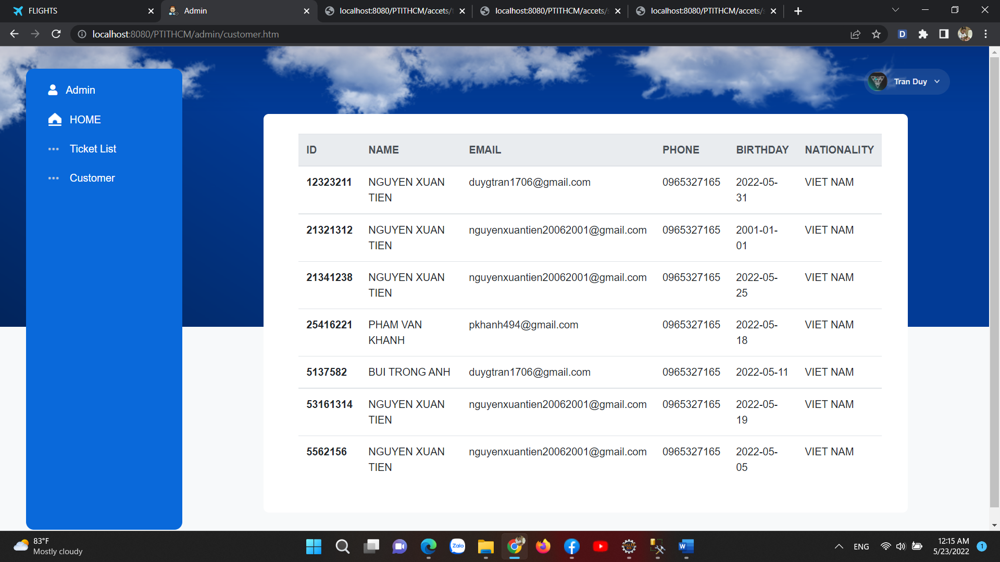 FLIGHTS
Admin
localhost:8080/PTITHCM/accets/
localhost:8080/PTITHCM/accets/
localhost:8080/PTITHCM/accets/
localhost:8080/PTITHCM/admin/customer.htm
D
Admin
HOME
Ticket List
Customer
Tran Duy
ID NAME EMAIL PHONE BIRTHDAY NATIONALITY
12323211 NGUYEN XUAN duygtran1706@gmail.com 0965327165 2022-05- VIET NAM
TIEN 31
21321312 NGUYEN XUAN nguyenxuantien20062001@gmail.com 0965327165 2001-01- VIET NAM
TIEN 01
21341238 NGUYEN XUAN nguyenxuantien20062001@gmail.com 0965327165 2022-05- VIET NAM
TIEN 25
25416221 PHAM VAN pkhanh494@gmail.com 0965327165 2022-05- VIET NAM
KHANH 18
5137582 BUI TRONG ANH duygtran1706@gmail.com 0965327165 2022-05-11 VIET NAM
53161314 NGUYEN XUAN nguyenxuantien20062001@gmail.com 0965327165 2022-05- VIET NAM
TIEN 19
5562156 NGUYEN XUAN nguyenxuantien20062001@gmail.com 0965327165 2022-05- VIET NAM
TIEN 05
83°F
Mostly cloudy
Zalo
W
ENG
12:15 AM
5/23/2022
1